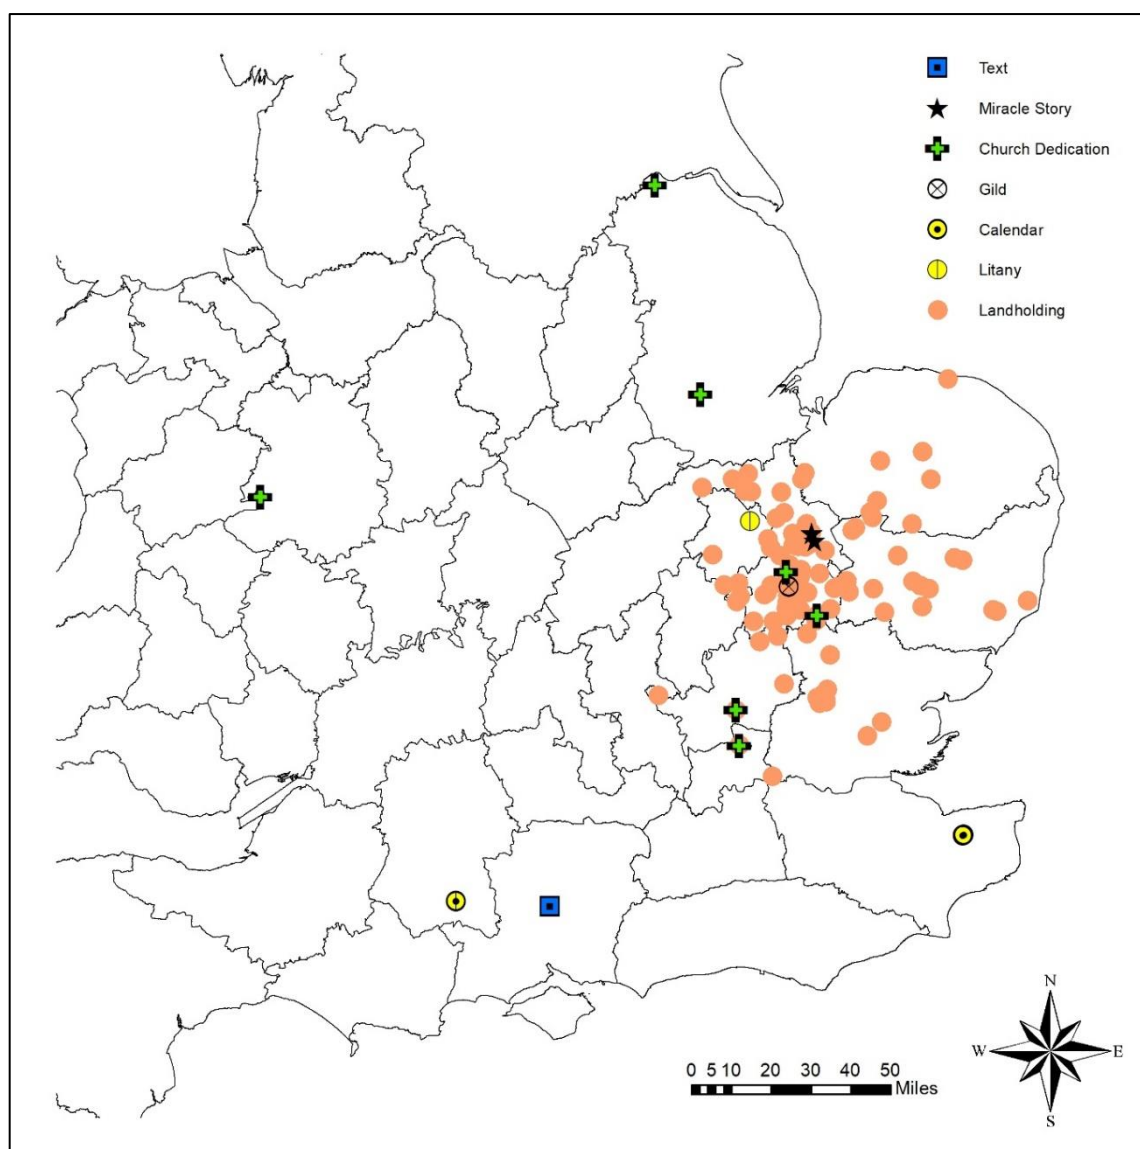 Text
Miracle Story
Church Dedication
Gild
Calendar
Litany
Landholding
N
W E
S
0 5 10 20 30 40 50
Miles